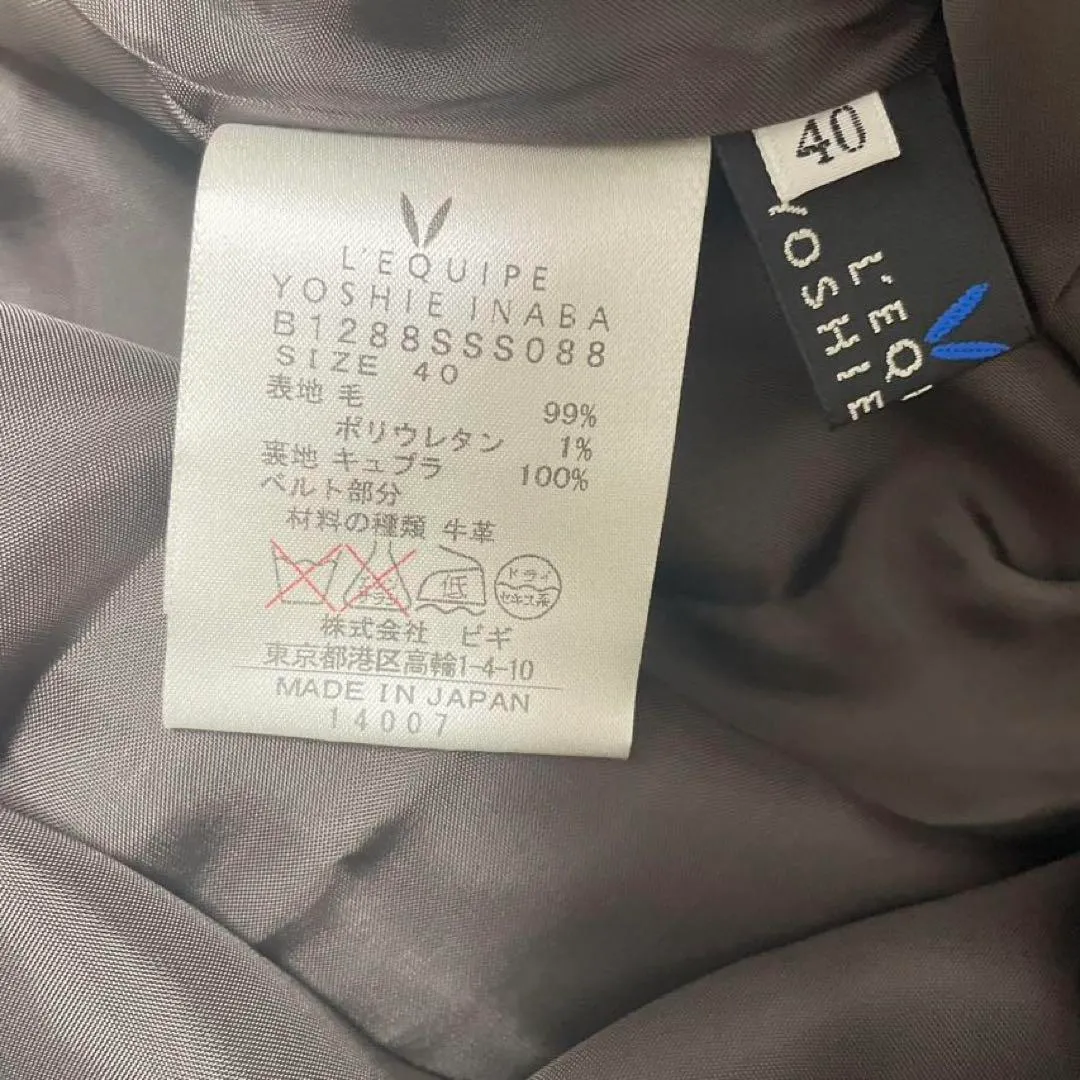 L'EQUIPE
YOSHIE INABA
B1288SSS088
SIZE 40
表地 毛 99%
ポリウレタン 1%
裏地 キュプラ 100%
ベルト部分
材料の種類 牛革
低
ドライ
セキユ系
株式会社 ビギ
東京都港区高輪1-4-10
MADE IN JAPAN
14007
40
L'EQU
YOSHIE